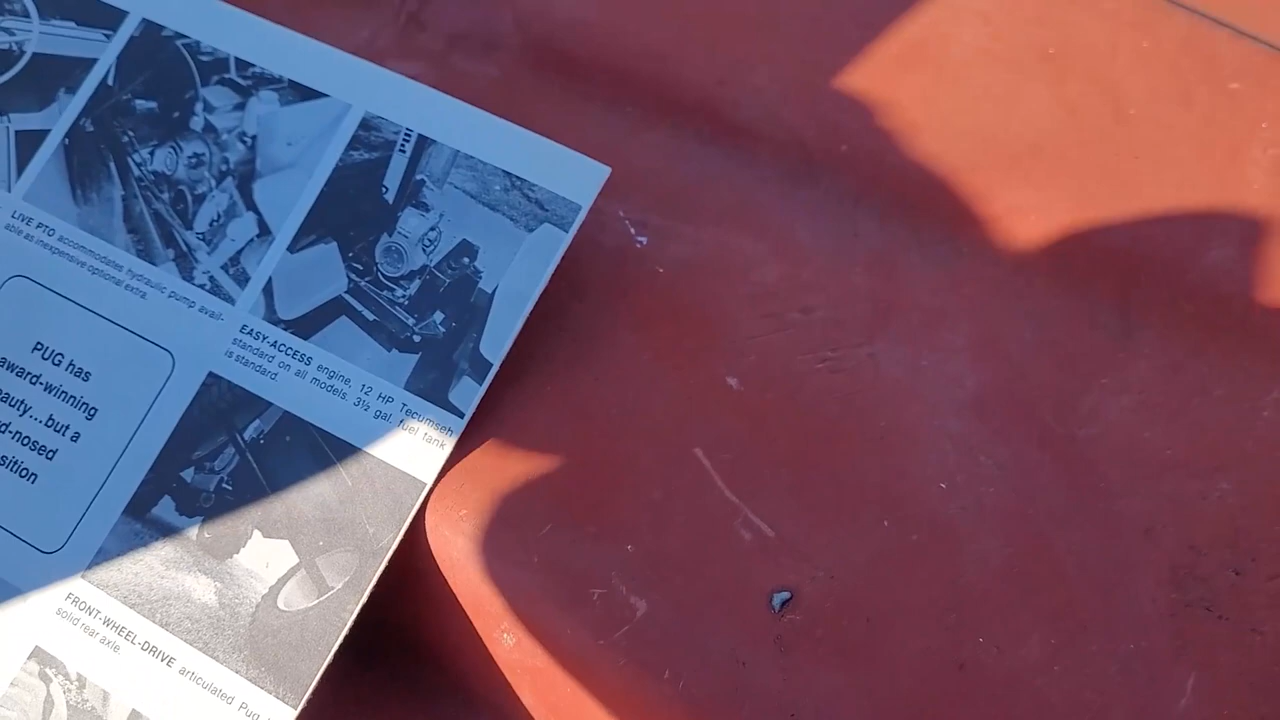 LIVE PTO accommodates hydraulic pump avail-
able as inexpensive optional extra.
EASY-ACCESS engine, 12 HP Tecumseh
standard on all models. 3½ gal. fuel tank
is standard.
PUG has
award-winning
eauty...but a
d-nosed
sition
FRONT-WHEEL-DRIVE articulated Pug
solid rear axle.